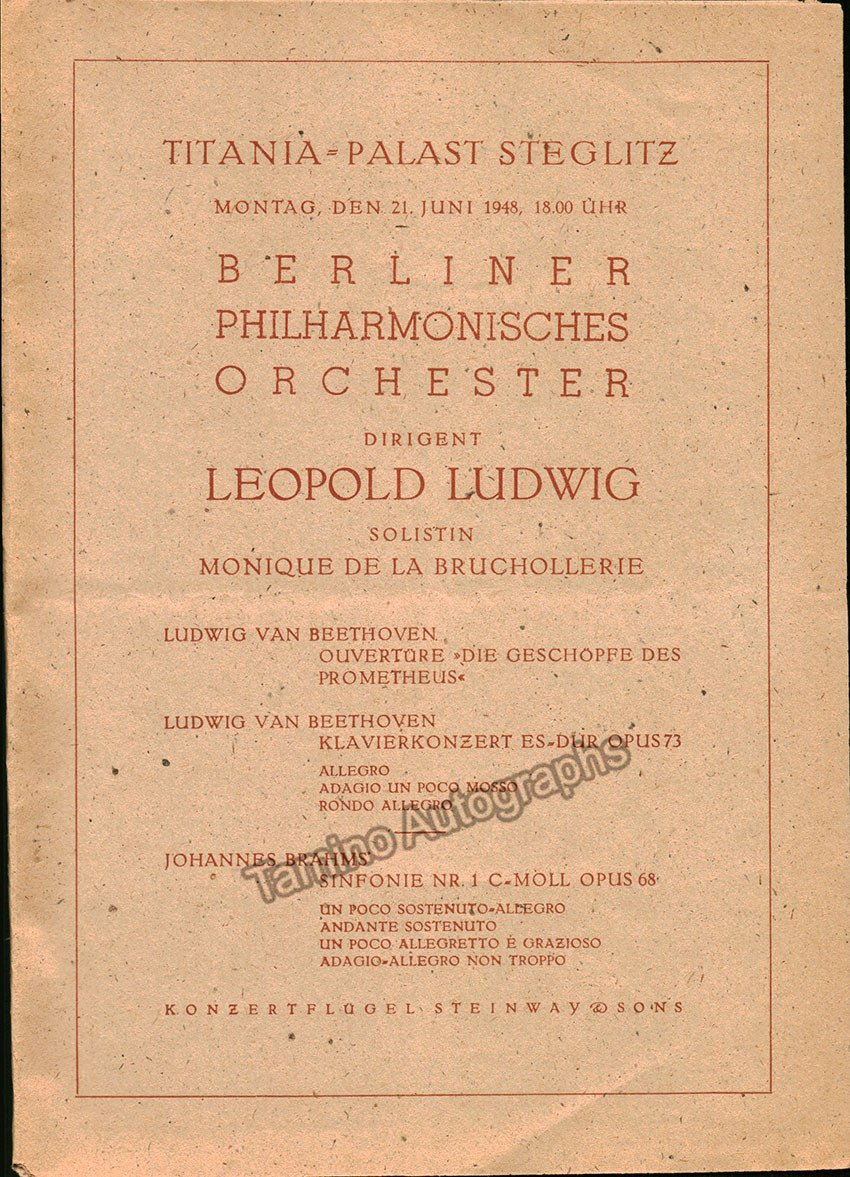 TITANIA=PALAST STEGLITZ
MONTAG, DEN 21. JUNI 1948, 18.00 UHR
BERLINER
PHILHARMONISCHES
ORCHESTER
DIRIGENT
LEOPOLD LUDWIG
SOLISTIN
MONIQUE DE LA BRUCHOLLERIE
LUDWIG VAN BEETHOVEN
OUVERTÜRE »DIE GESCHÖPFE DES
PROMETHEUS«
LUDWIG VAN BEETHOVEN
KLAVIERKONZERT ES=DUR OPUS 73
ALLEGRO
ADAGIO UN POCO MOSSO
RONDO ALLEGRO
JOHANNES BRAHMS
SINFONIE NR. 1 C=MOLL OPUS 68
UN POCO SOSTENUTO=ALLEGRO
ANDANTE SOSTENUTO
UN POCO ALLEGRETTO E GRAZIOSO
ADAGIO=ALLEGRO NON TROPPO
KONZERTFLÜGEL STEINWAY & SONS
Tamino Autographs